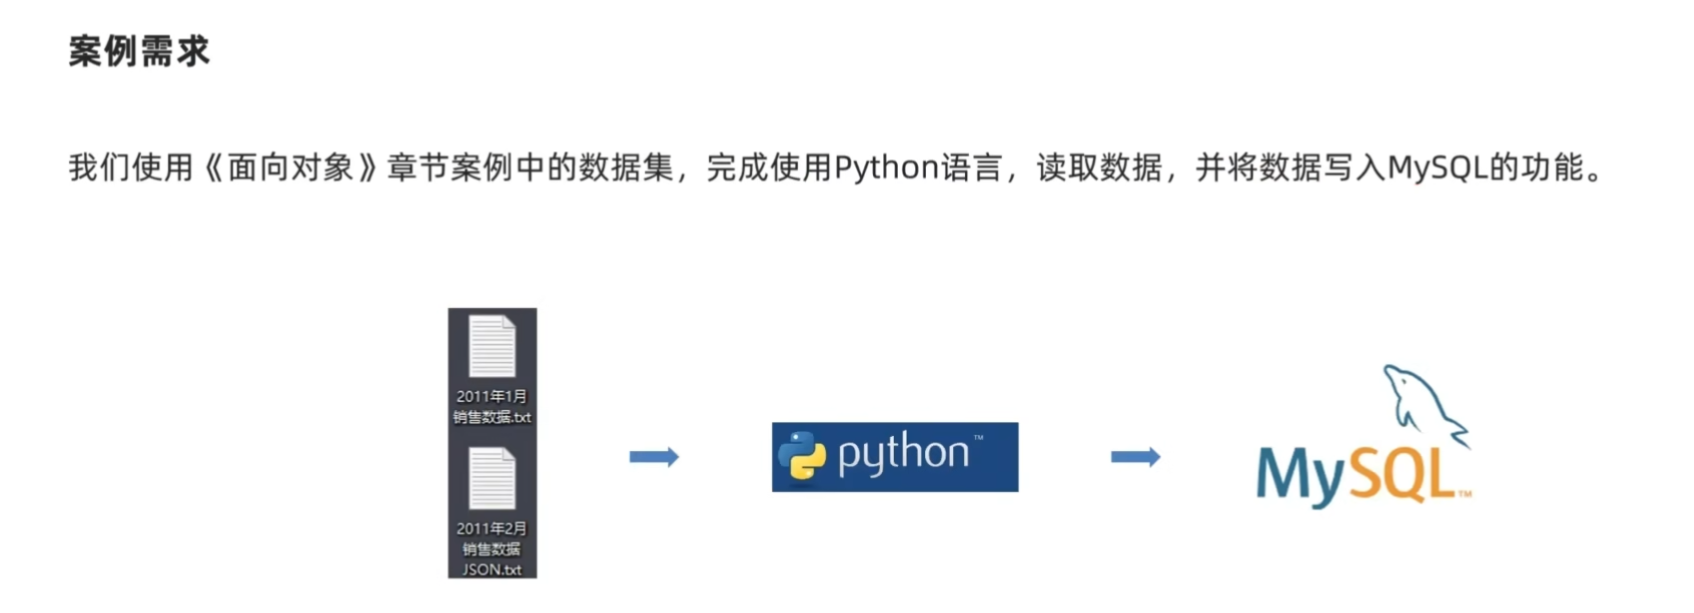 案例需求
我们使用《面向对象》章节案例中的数据集，完成使用Python语言，读取数据，并将数据写入MySQL的功能。
2011年1月
销售数据.txt
2011年2月
销售数据
JSON.txt
python™
MySQL™